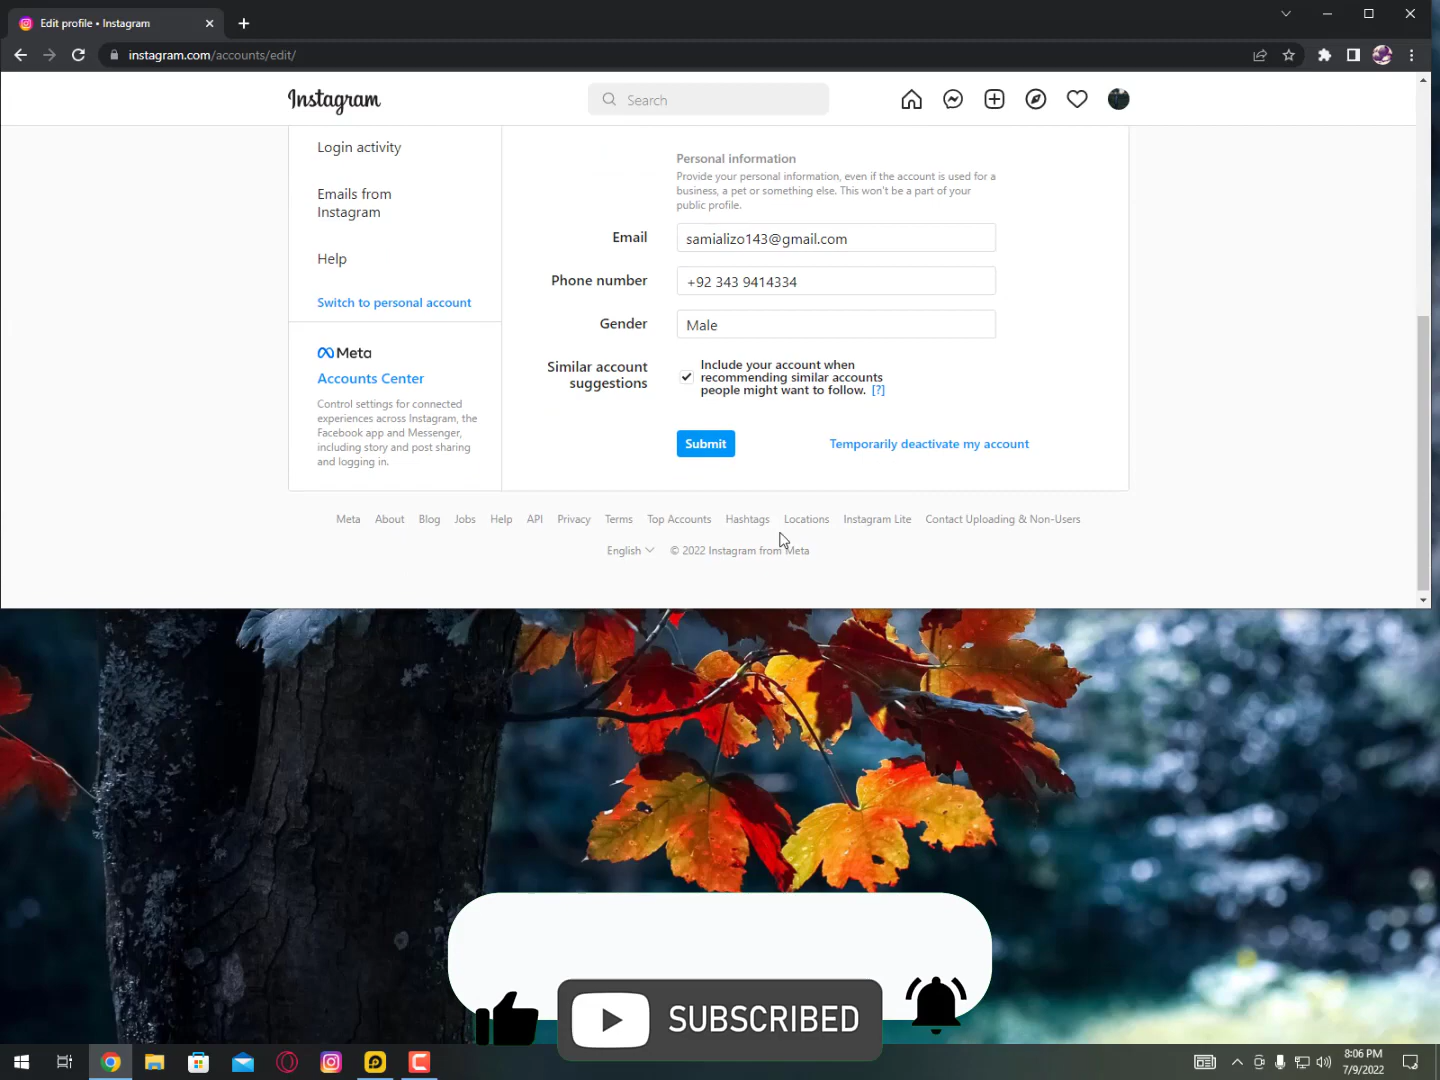 Edit profile • Instagram
instagram.com/accounts/edit/
Instagram
Search
Login activity
Emails from
Instagram
Help
Switch to personal account
Meta
Accounts Center
Control settings for connected
experiences across Instagram, the
Facebook app and Messenger,
including story and post sharing
and logging in.
Personal information
Provide your personal information, even if the account is used for a
business, a pet or something else. This won't be a part of your
public profile.
Email
samializo143@gmail.com
Phone number
+92 343 9414334
Gender
Male
Similar account
suggestions
Include your account when
recommending similar accounts
people might want to follow. [?]
Submit
Temporarily deactivate my account
Meta About Blog Jobs Help API Privacy Terms Top Accounts Hashtags Locations Instagram Lite Contact Uploading & Non-Users
English © 2022 Instagram from Meta
SUBSCRIBED
8:06 PM
7/9/2022